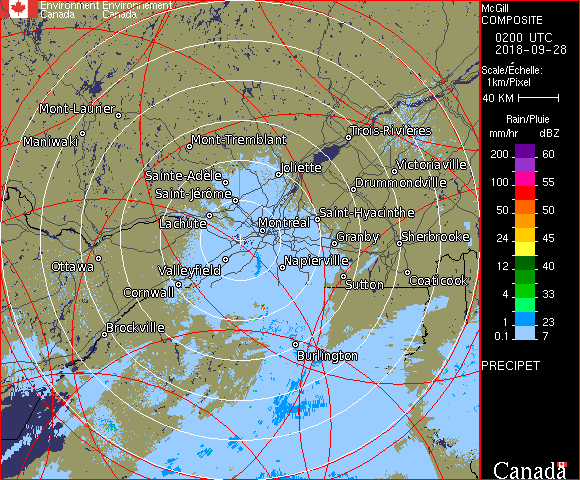 Environment Environnement
Canada Canada
McGill
COMPOSITE
0200 UTC
2018-09-28
Scale/Échelle:
1km/Pixel
40 KM
Rain/Pluie
mm/hr dBZ
200 60
100 55
50 50
24 45
12 40
4 33
1 23
0.1 7
PRECIPET
Canada
Mont-Laurier
Trois-Rivières
Maniwaki
Mont-Tremblant
Victoriaville
Joliette
Sainte-Adèle
Drummondville
Saint-Jérôme
Saint-Hyacinthe
Lachute
Montréal
Granby
Sherbrooke
Ottawa
Valleyfield
Napierville
Coaticook
Sutton
Cornwall
Brockville
Burlington